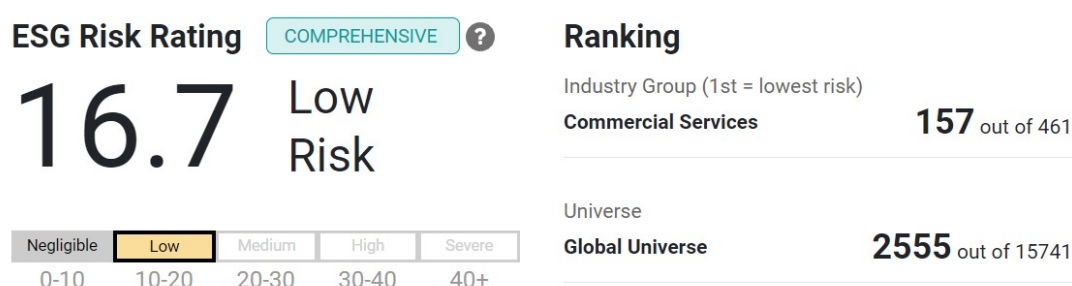 ESG Risk Rating COMPREHENSIVE ?
16.7 Low
Risk
Negligible Low Medium High Severe
0-10 10-20 20-30 30-40 40+
Ranking
Industry Group (1st = lowest risk)
Commercial Services 157 out of 461
Universe
Global Universe 2555 out of 15741